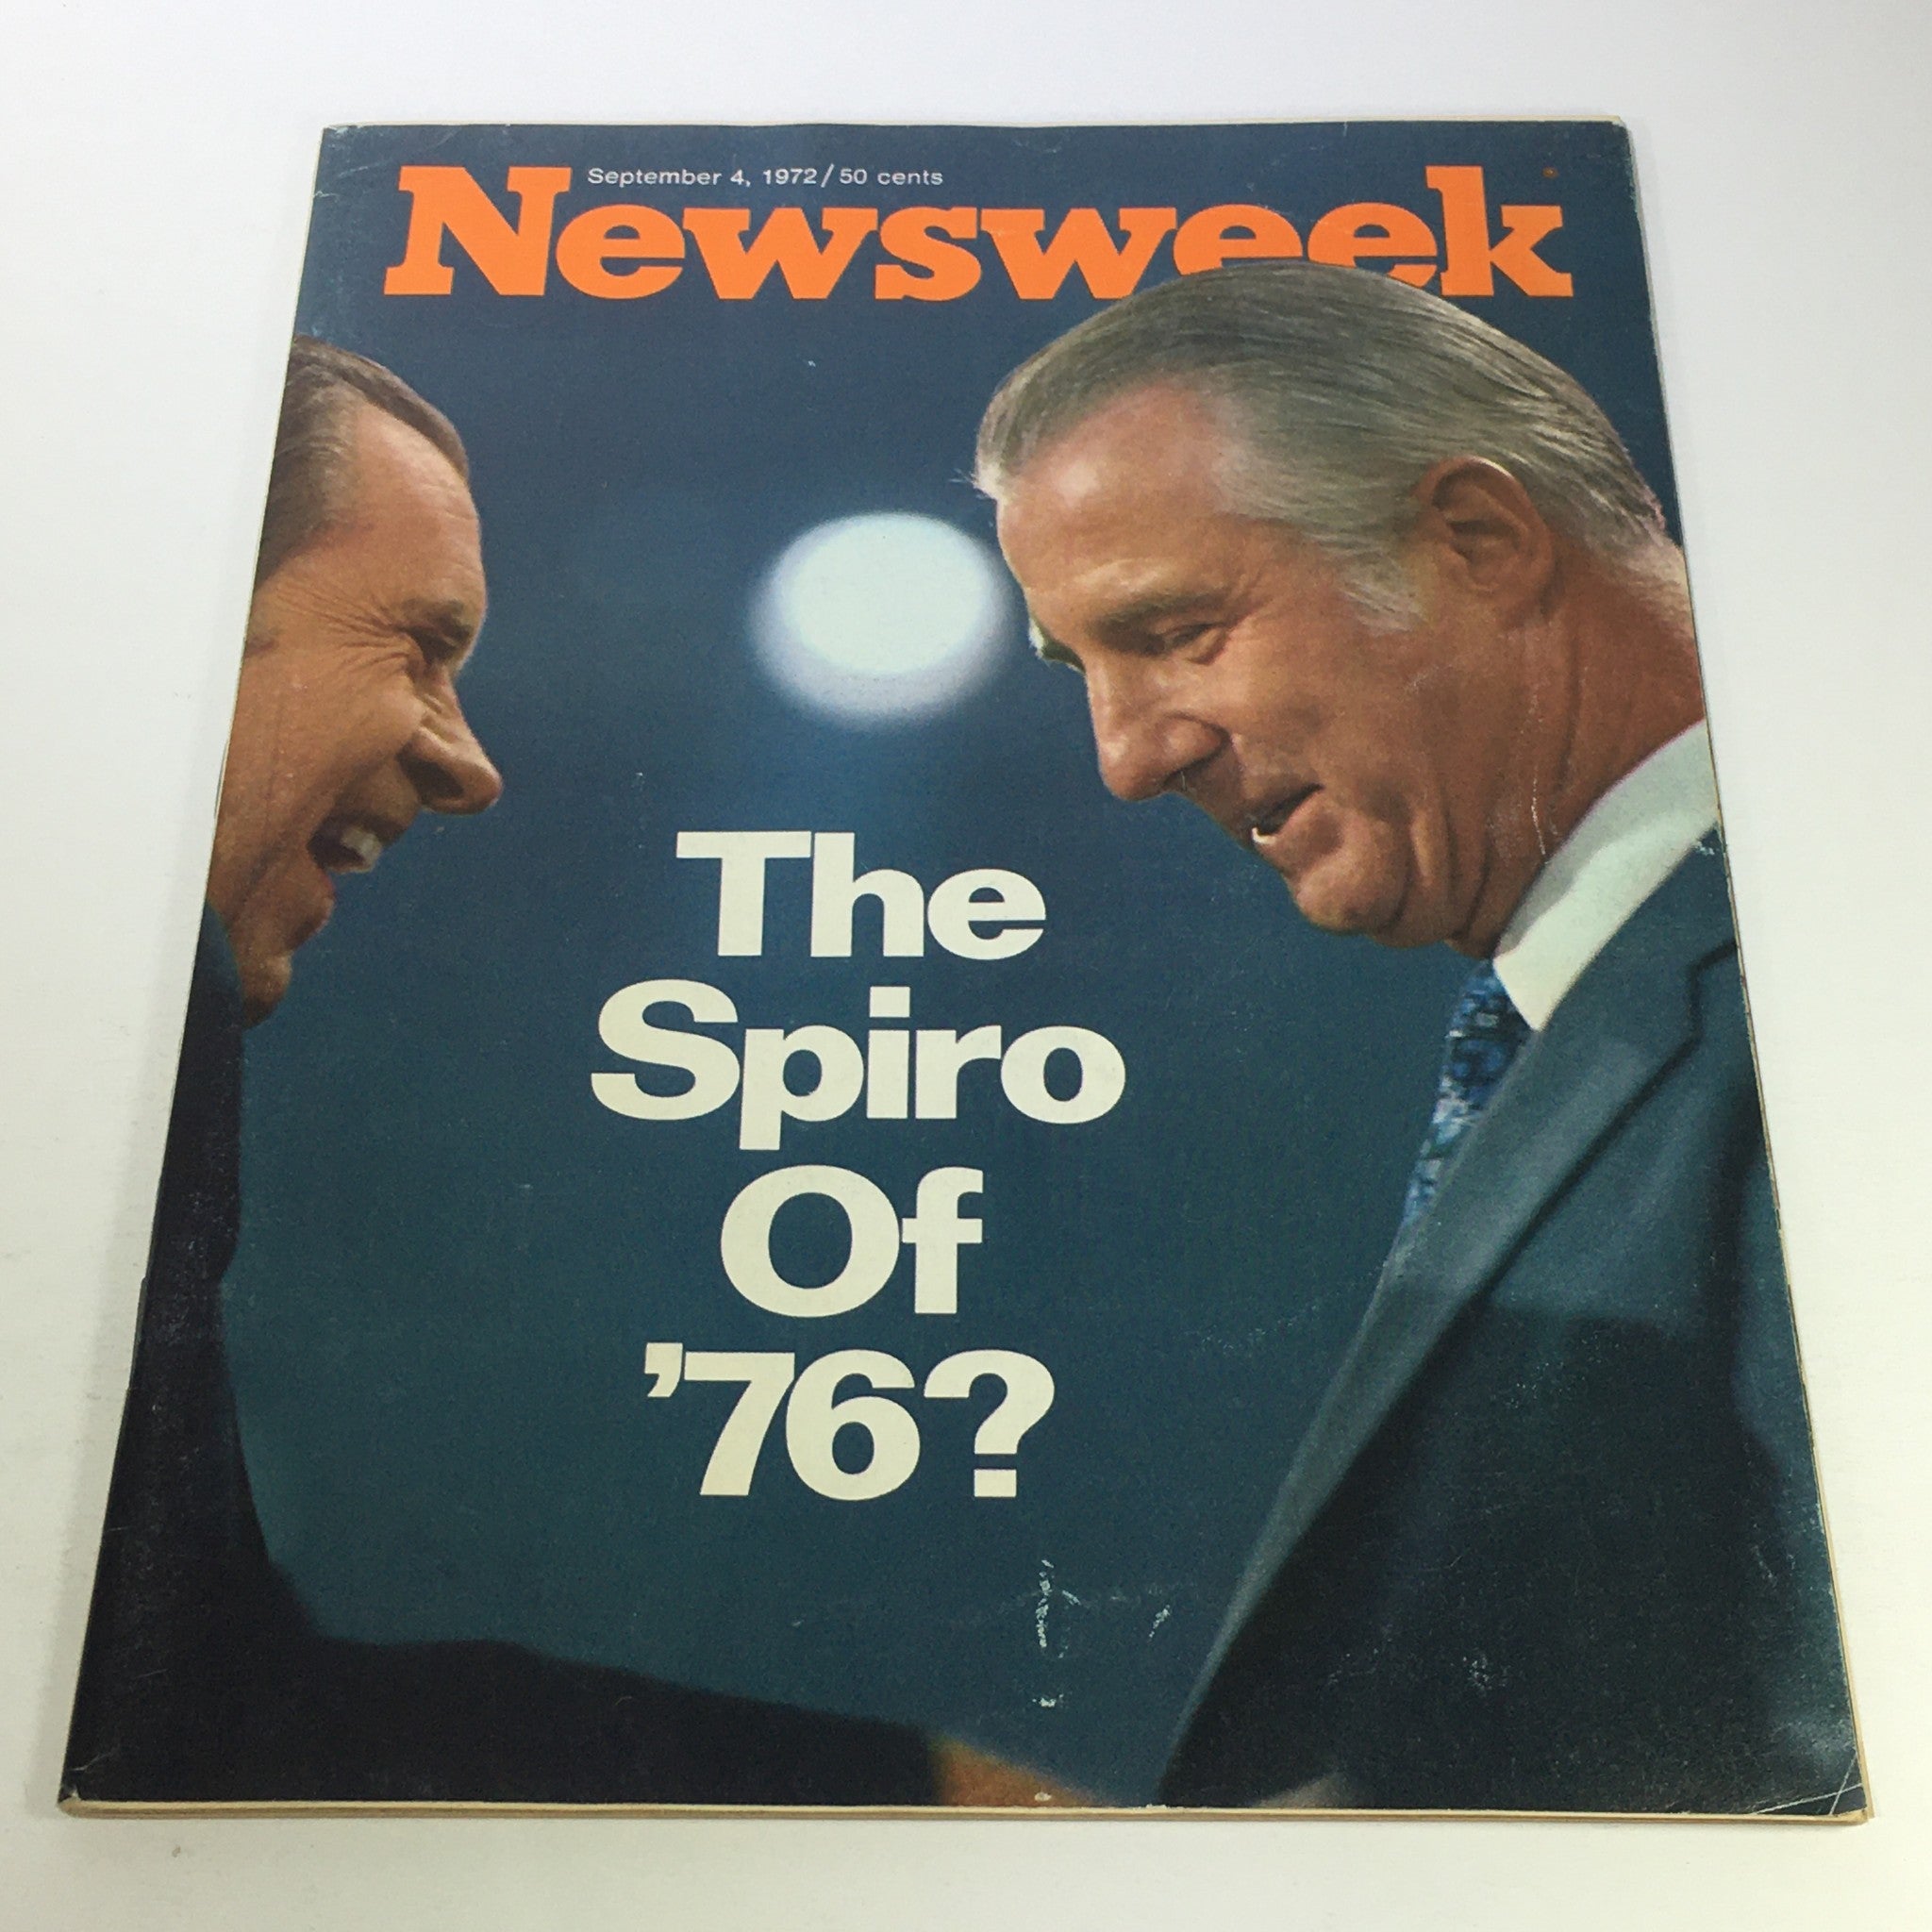 September 4, 1972/50 cents
Newsweek
The
Spiro
Of
'76?